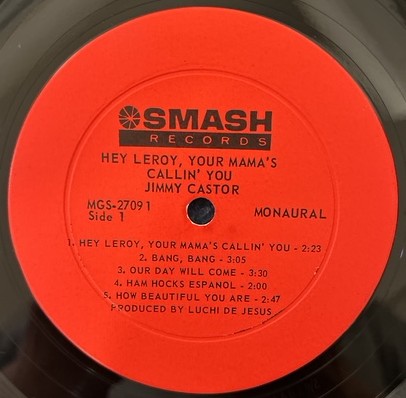 SMASH
RECORDS
HEY LEROY, YOUR MAMA'S
CALLIN' YOU
JIMMY CASTOR
MGS-27091
Side 1
MONAURAL
1. HEY LEROY, YOUR MAMA'S CALLIN' YOU - 2:23
2. BANG, BANG - 3:05
3. OUR DAY WILL COME - 3:30
4. HAM HOCKS ESPANOL - 2:00
5. HOW BEAUTIFUL YOU ARE - 2:47
PRODUCED BY LUCHI DE JESUS